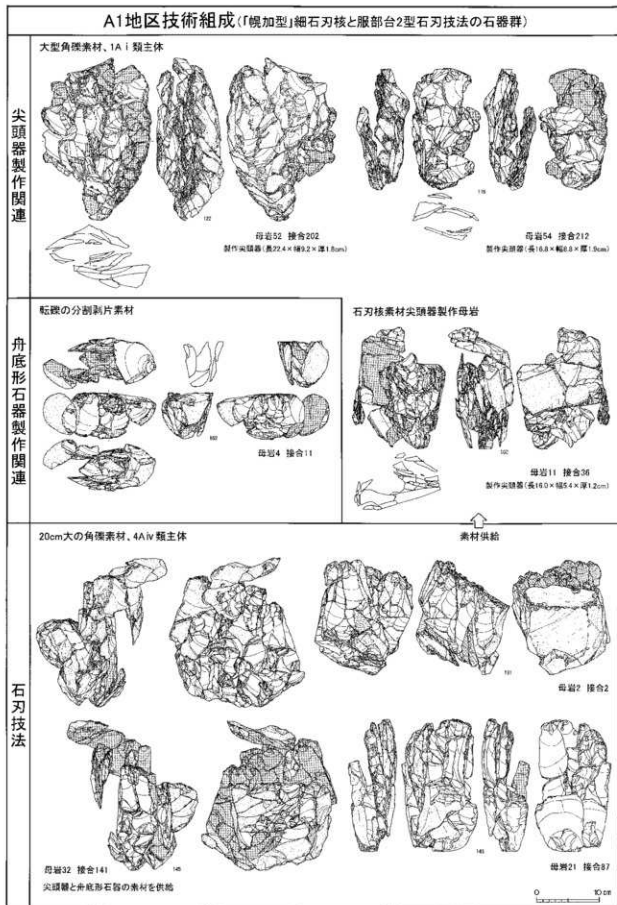 A1地区技術組成(「幌加型」細石刃核と服部台2型石刃技法の石器群)
尖頭器製作関連
大型角礫素材、1Aⅰ類主体
122
母岩52 接合202
製作尖頭器(長22.4×幅9.2×厚1.8cm)
母岩54 接合212
製作尖頭器(長16.8×幅8.8×厚1.9cm)
舟底形石器製作関連
転礫の分割剥片素材
母岩4 接合11
石刃核素材尖頭器製作母岩
母岩11 接合36
製作尖頭器(長16.0×幅5.4×厚1.2cm)
素材供給
石刃技法
20cm大の角礫素材、4Aⅳ類主体
母岩2 接合2
母岩32 接合141
145
尖頭器と舟底形石器の素材を供給
母岩21 接合87
0 10cm